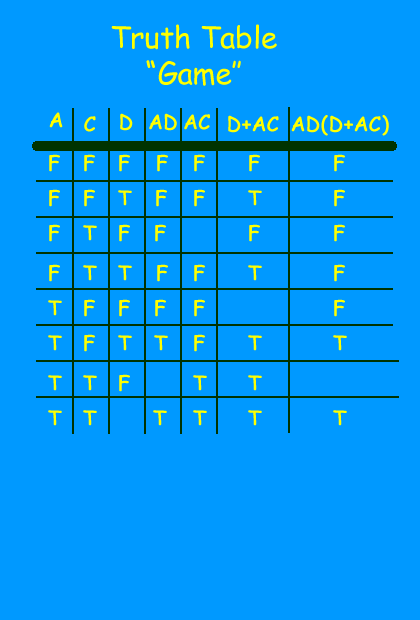 Truth Table
“Game”
A C D AD AC D+AC AD(D+AC)
F F F F F F F
F F T F F T F
F T F F F F
F T T F F T F
T F F F F F
T F T T F T T
T T F T T
T T T T T T